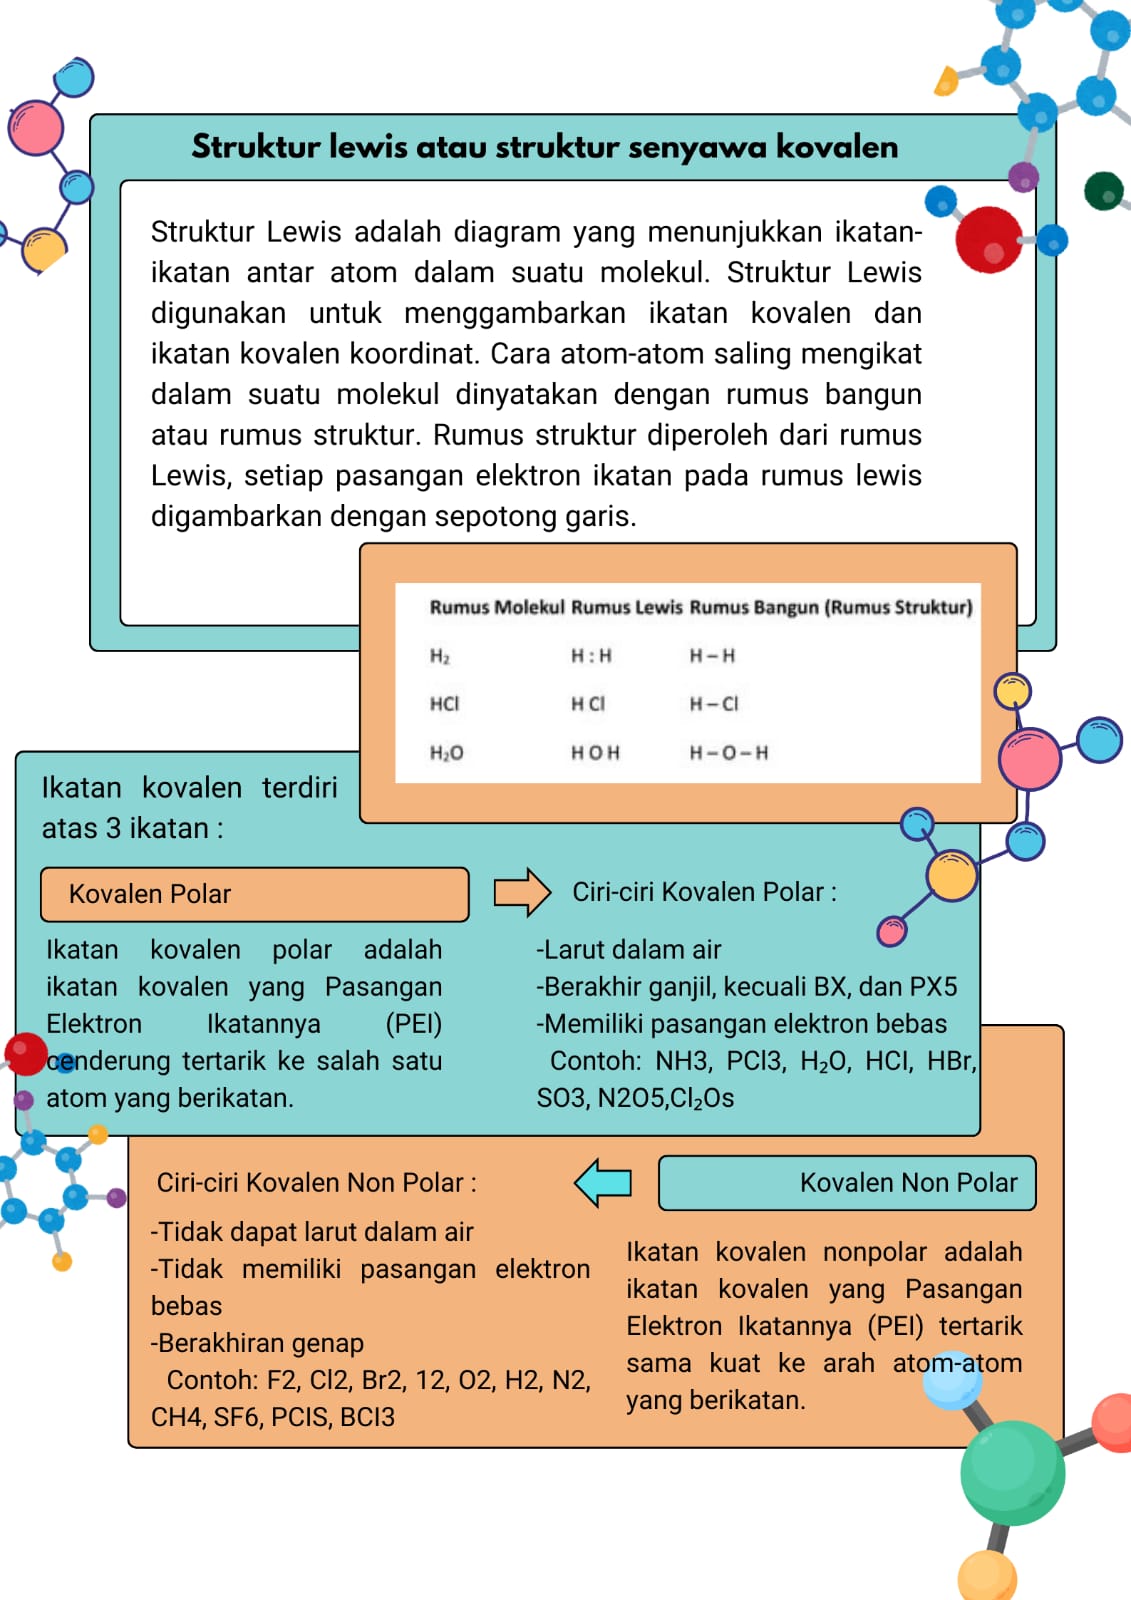 Struktur lewis atau struktur senyawa kovalen
Struktur Lewis adalah diagram yang menunjukkan ikatan-
ikatan antar atom dalam suatu molekul. Struktur Lewis
digunakan untuk menggambarkan ikatan kovalen dan
ikatan kovalen koordinat. Cara atom-atom saling mengikat
dalam suatu molekul dinyatakan dengan rumus bangun
atau rumus struktur. Rumus struktur diperoleh dari rumus
Lewis, setiap pasangan elektron ikatan pada rumus lewis
digambarkan dengan sepotong garis.
Rumus Molekul Rumus Lewis Rumus Bangun (Rumus Struktur)
H₂ H : H H – H
HCl H Cl H – Cl
H₂O H O H H – O – H
Ikatan kovalen terdiri
atas 3 ikatan :
Kovalen Polar
Ikatan kovalen polar adalah
ikatan kovalen yang Pasangan
Elektron Ikatannya (PEI)
cenderung tertarik ke salah satu
atom yang berikatan.
Ciri-ciri Kovalen Polar :
-Larut dalam air
-Berakhir ganjil, kecuali BX, dan PX5
-Memiliki pasangan elektron bebas
Contoh: NH3, PCl3, H₂O, HCI, HBr,
SO3, N2O5,Cl₂Os
Kovalen Non Polar
Ikatan kovalen nonpolar adalah
ikatan kovalen yang Pasangan
Elektron Ikatannya (PEI) tertarik
sama kuat ke arah atom-atom
yang berikatan.
Ciri-ciri Kovalen Non Polar :
-Tidak dapat larut dalam air
-Tidak memiliki pasangan elektron
bebas
-Berakhiran genap
Contoh: F2, Cl2, Br2, 12, O2, H2, N2,
CH4, SF6, PCIS, BCI3